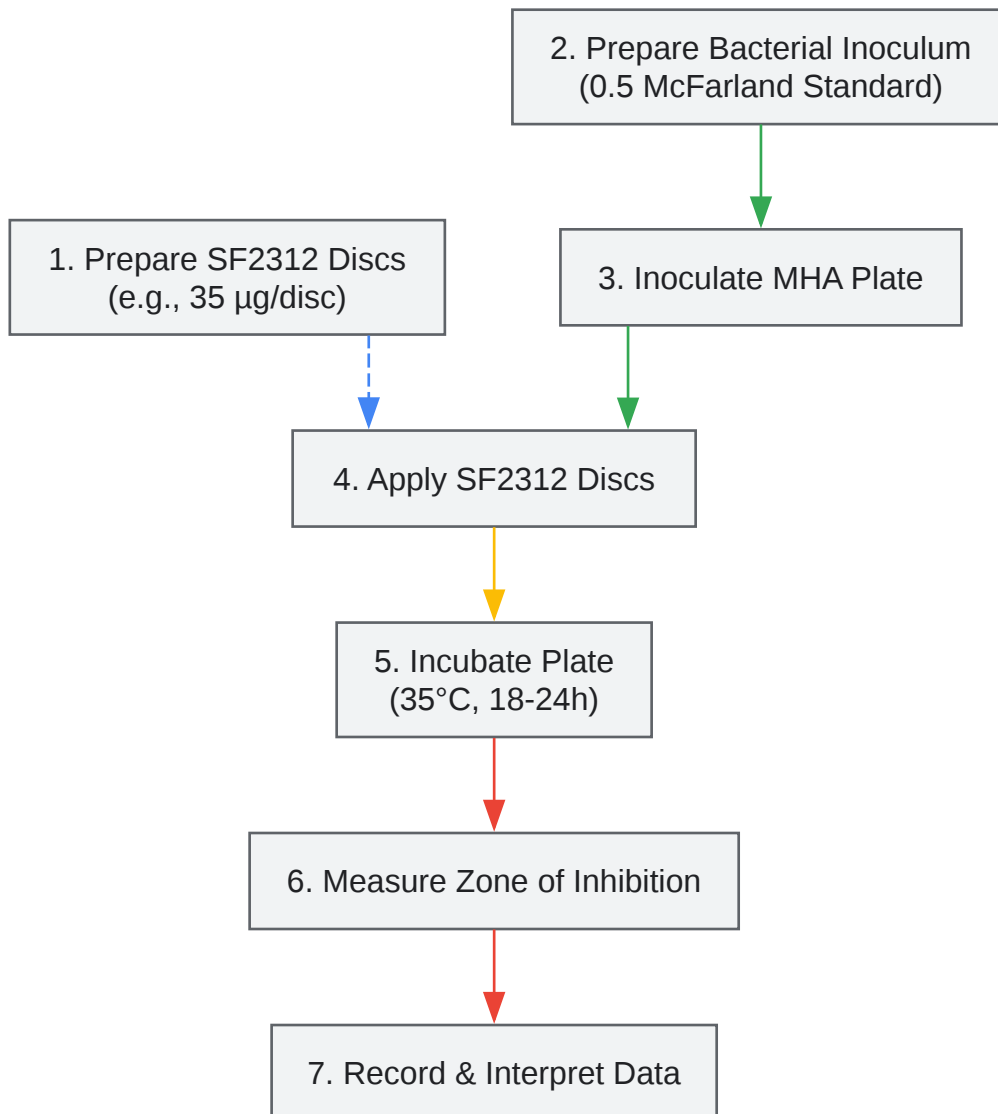 2. Prepare Bacterial Inoculum
(0.5 McFarland Standard)
1. Prepare SF2312 Discs
(e.g., 35 µg/disc)
3. Inoculate MHA Plate
4. Apply SF2312 Discs
5. Incubate Plate
(35°C, 18-24h)
6. Measure Zone of Inhibition
7. Record & Interpret Data